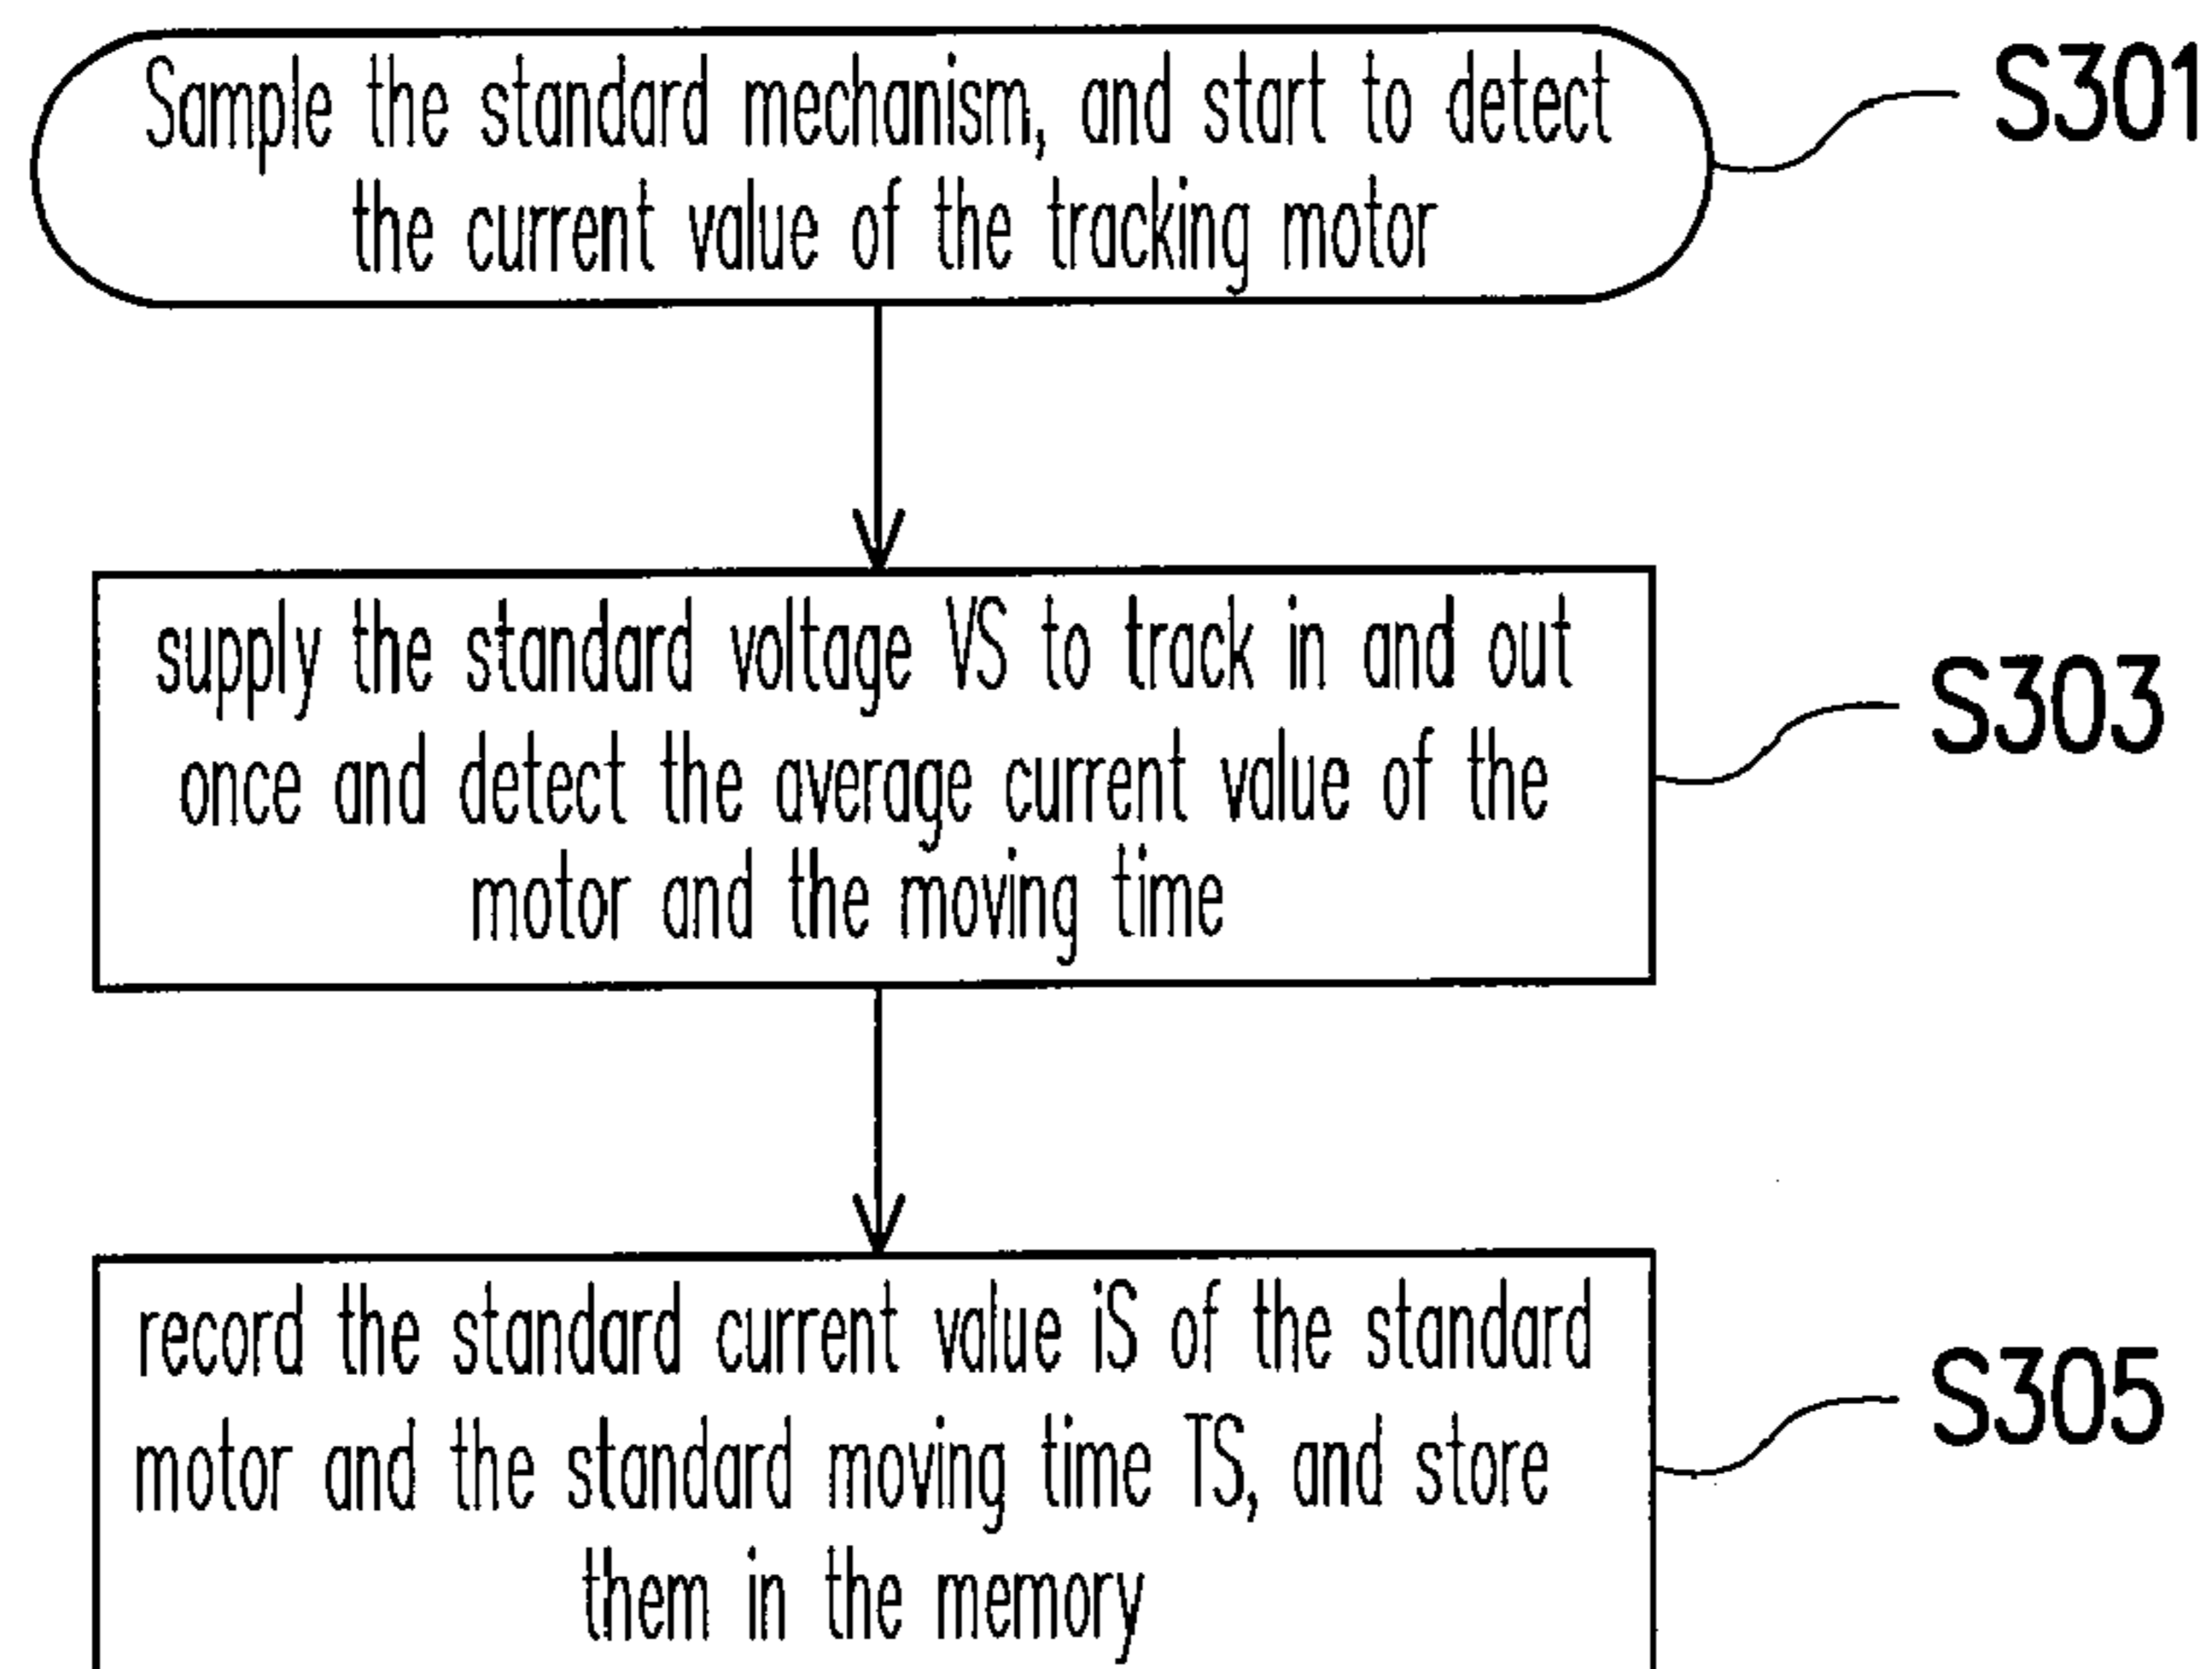 Sample the standard mechanism, and start to detect
the current value of the tracking motor
S301
supply the standard voltage VS to track in and out
once and detect the average current value of the
motor and the moving time
S303
record the standard current value iS of the standard
motor and the standard moving time TS, and store
them in the memory
S305